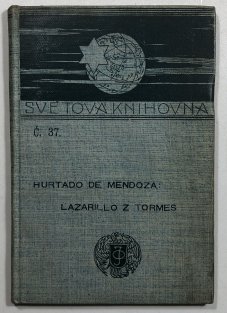 SVĚTOVÁ KNIHOVNA
Č. 37.
HURTADO DE MENDOZA:
LAZARILLO Z TORMES